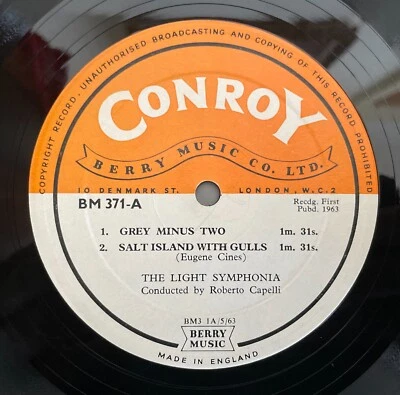 COPYRIGHT RECORD, UNAUTHORISED BROADCASTING AND COPYING OF THIS RECORD PROHIBITED
CONROY
BERRY MUSIC CO. LTD.
10 DENMARK ST. LONDON, W.C.2
BM 371-A
Recdg. First
Pubd. 1963
1. GREY MINUS TWO 1m. 31s.
2. SALT ISLAND WITH GULLS 1m. 31s.
(Eugene Cines)
THE LIGHT SYMPHONIA
Conducted by Roberto Capelli
BM3 1A/5/63
BERRY
MUSIC
MADE IN ENGLAND